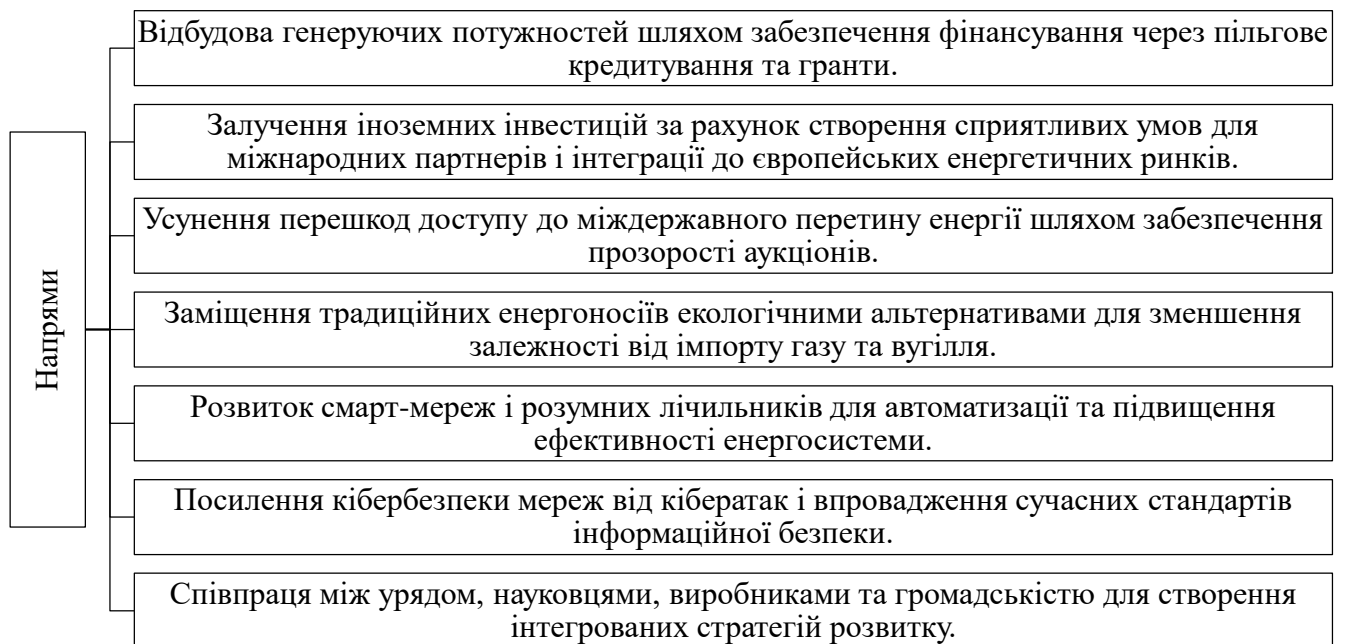 Напрями
Відбудова генеруючих потужностей шляхом забезпечення фінансування через пільгове
кредитування та гранти.
Залучення іноземних інвестицій за рахунок створення сприятливих умов для
міжнародних партнерів і інтеграції до європейських енергетичних ринків.
Усунення перешкод доступу до міждержавного перетину енергії шляхом забезпечення
прозорості аукціонів.
Заміщення традиційних енергоносіїв екологічними альтернативами для зменшення
залежності від імпорту газу та вугілля.
Розвиток смарт-мереж і розумних лічильників для автоматизації та підвищення
ефективності енергосистеми.
Посилення кібербезпеки мереж від кібератак і впровадження сучасних стандартів
інформаційної безпеки.
Співпраця між урядом, науковцями, виробниками та громадськістю для створення
інтегрованих стратегій розвитку.